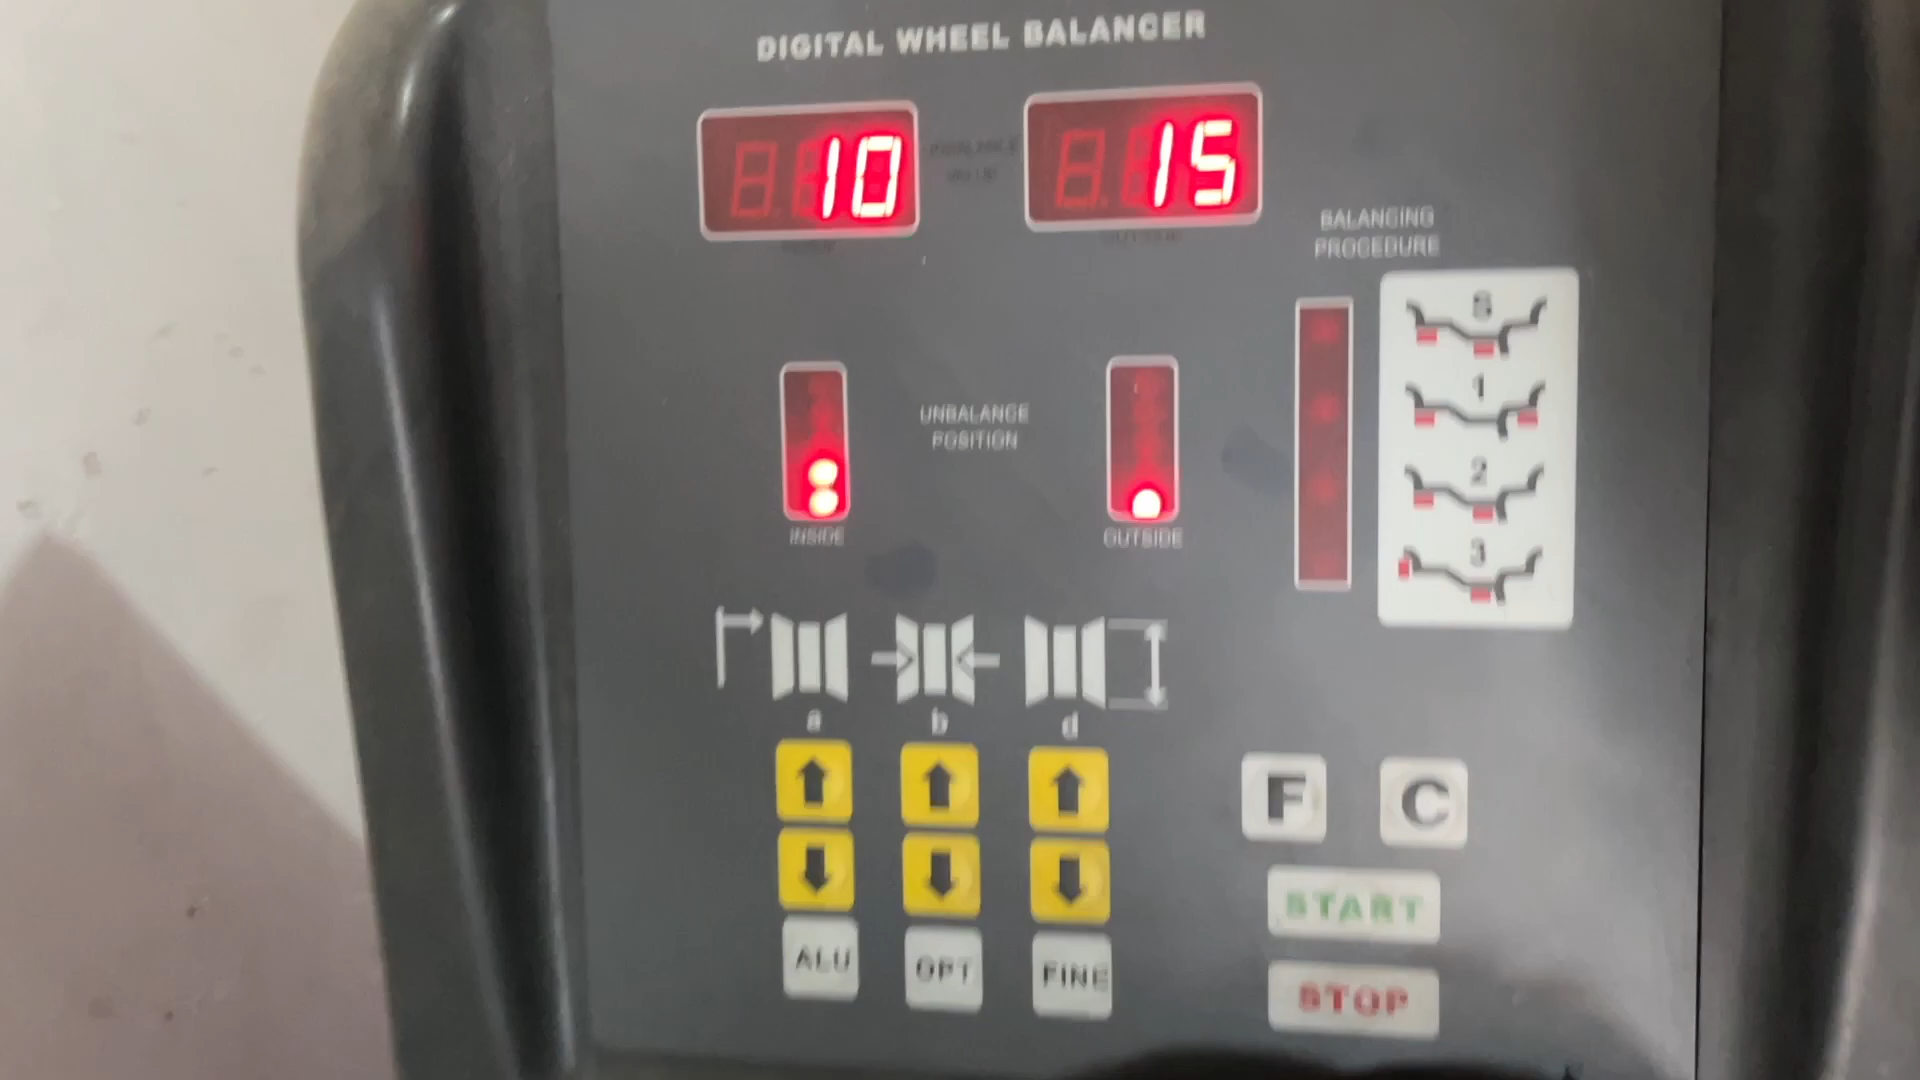 DIGITAL WHEEL BALANCER
10 15
BALANCING
PROCEDURE
UNBALANCE
POSITION
INSIDE OUTSIDE
1
2
3
a b d
F C
START
ALU OPT FINE
STOP